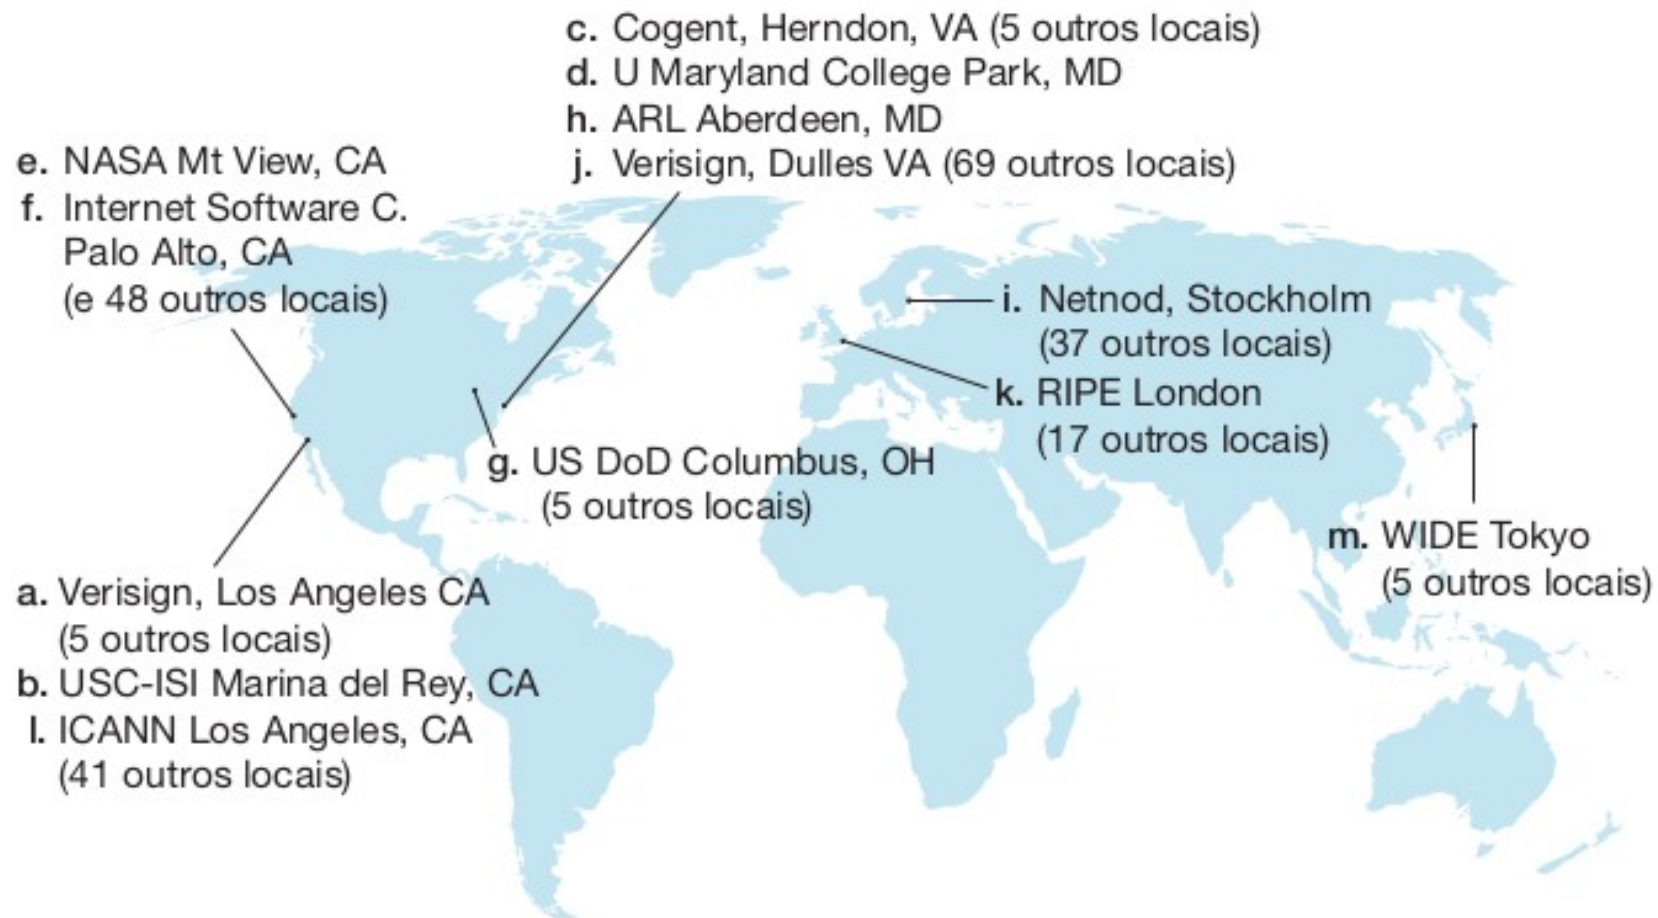 c. Cogent, Herndon, VA (5 outros locais)
d. U Maryland College Park, MD
h. ARL Aberdeen, MD
j. Verisign, Dulles VA (69 outros locais)
e. NASA Mt View, CA
f. Internet Software C.
Palo Alto, CA
(e 48 outros locais)
i. Netnod, Stockholm
(37 outros locais)
k. RIPE London
(17 outros locais)
g. US DoD Columbus, OH
(5 outros locais)
m. WIDE Tokyo
(5 outros locais)
a. Verisign, Los Angeles CA
(5 outros locais)
b. USC-ISI Marina del Rey, CA
l. ICANN Los Angeles, CA
(41 outros locais)